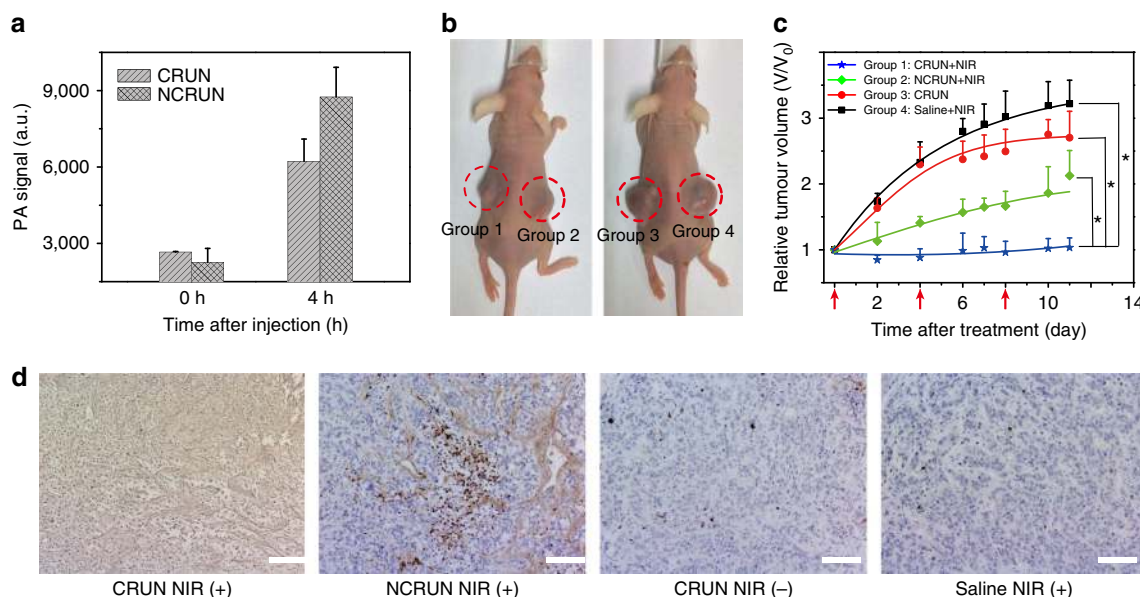 a
PA signal (a.u.)
9,000
6,000
3,000
CRUN
NCRUN
0 h
4 h
Time after injection (h)
b
Group 1
Group 2
Group 3
Group 4
c
Relative tumour volume (V/V0)
3
2
1
Group 1: CRUN+NIR
Group 2: NCRUN+NIR
Group 3: CRUN
Group 4: Saline+NIR
*
*
*
2
6
10
14
Time after treatment (day)
d
CRUN NIR (+)
NCRUN NIR (+)
CRUN NIR (–)
Saline NIR (+)